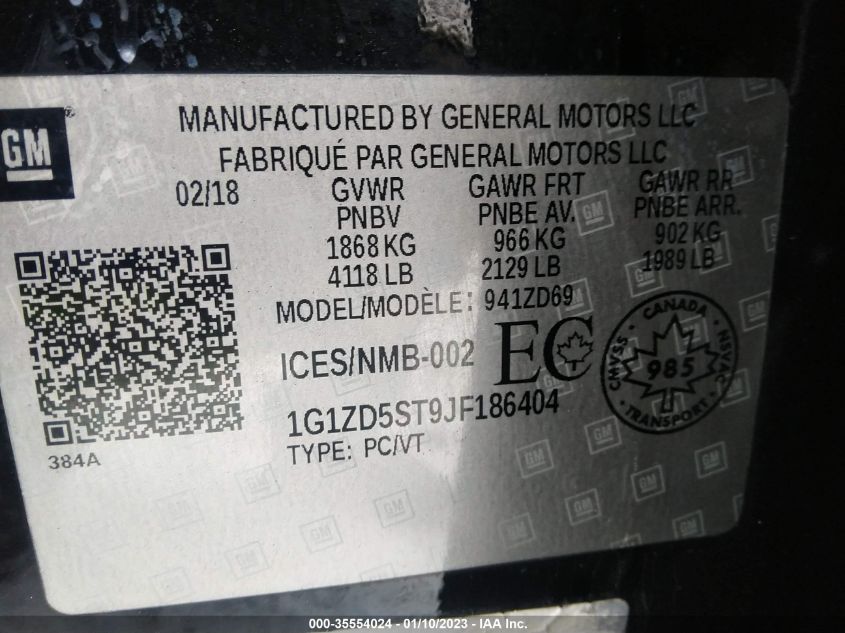 GM
MANUFACTURED BY GENERAL MOTORS LLC
FABRIQUÉ PAR GENERAL MOTORS LLC
02/18 GVWR GAWR FRT GAWR RR
PNBV PNBE AV. PNBE ARR.
1868 KG 966 KG 902 KG
4118 LB 2129 LB 1989 LB
MODEL/MODÈLE: 941ZD69
ICES/NMB-002 EC
CANADA
CMVSS 985 NSVAC
TRANSPORT
1G1ZD5ST9JF186404
TYPE: PC/VT
384A
000-35554024 - 01/10/2023 - IAA Inc.